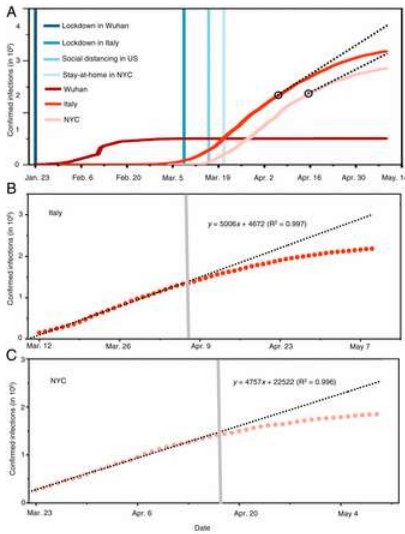 A
Confirmed infections (in 10⁵)
4
3
2
1
0
Lockdown in Wuhan
Lockdown in Italy
Social distancing in US
Stay-at-home in NYC
Wuhan
Italy
NYC
Jan. 23 Feb. 6 Feb. 20 Mar. 5 Mar. 19 Apr. 2 Apr. 16 Apr. 30 May. 14
B
Confirmed infections (in 10⁵)
3
2
1
0
Italy
y = 5006x + 4672 (R² = 0.997)
Mar. 12 Mar. 26 Apr. 9 Apr. 23 May 7
C
Confirmed infections (in 10⁵)
3
2
1
0
NYC
y = 4757x + 22522 (R² = 0.996)
Mar. 23 Apr. 6 Apr. 20 May 4
Date